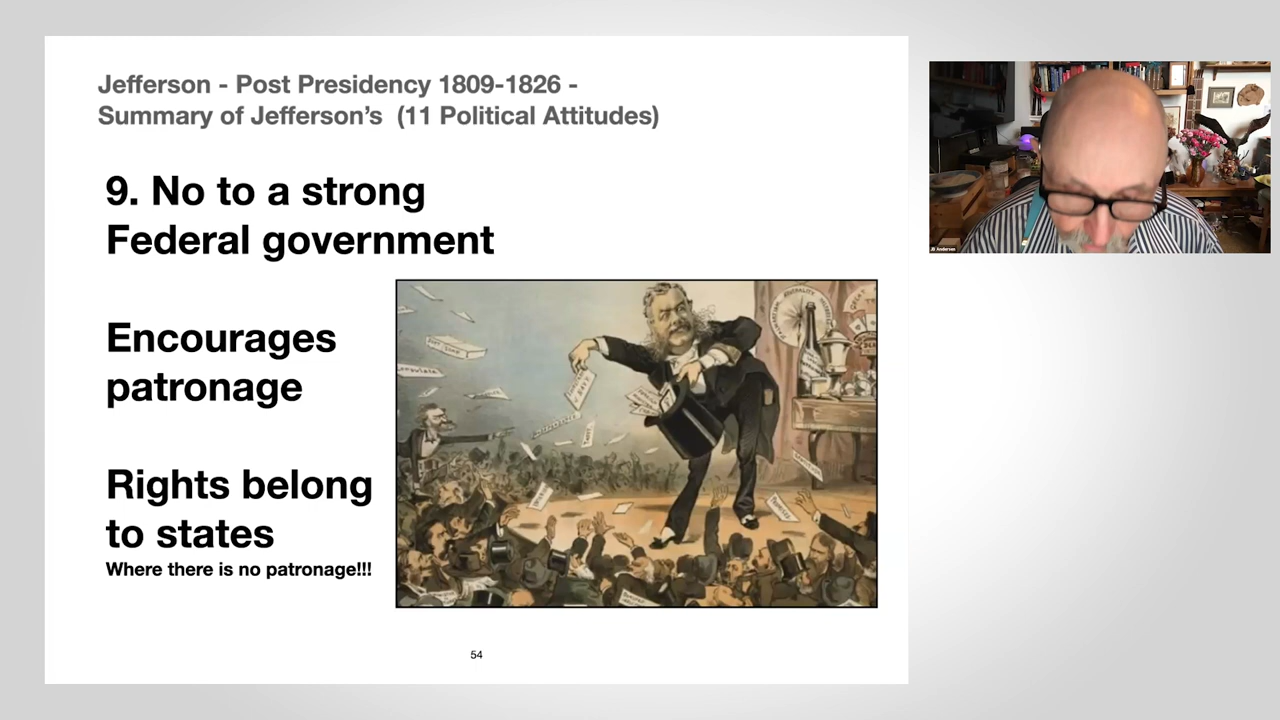 Jefferson - Post Presidency 1809-1826 -
Summary of Jefferson’s  (11 Political Attitudes)
9. No to a strong
Federal government
Encourages
patronage
Rights belong
to states
Where there is no patronage!!!
54